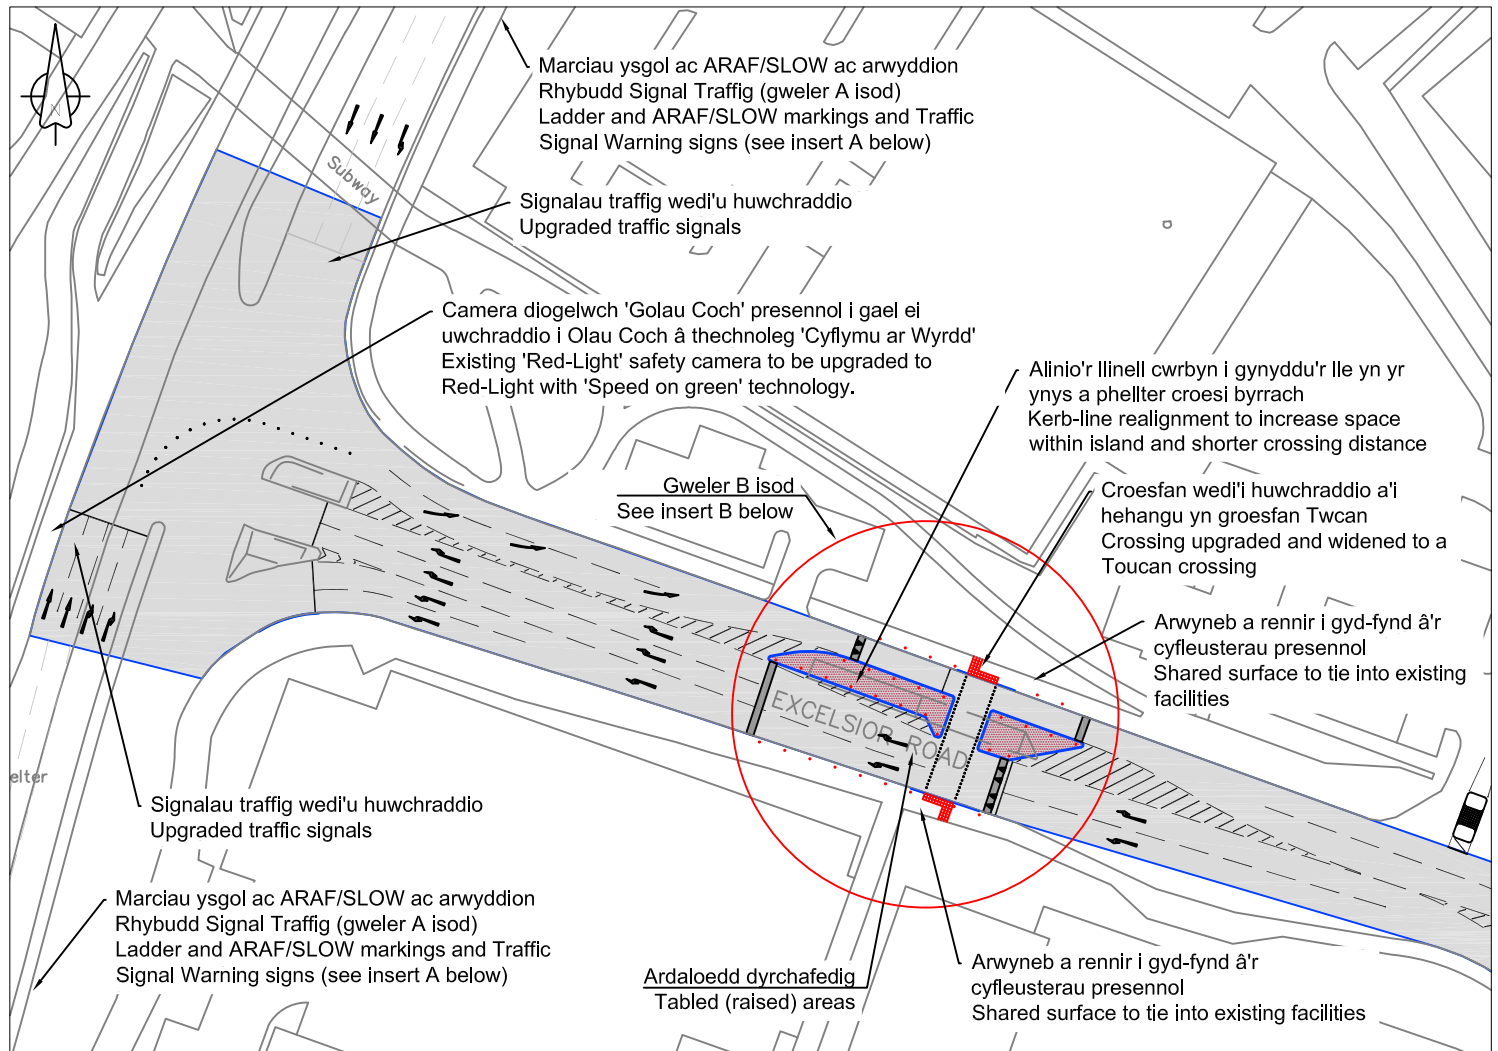 N
Marciau ysgol ac ARAF/SLOW ac arwyddion
Rhybudd Signal Traffig (gweler A isod)
Ladder and ARAF/SLOW markings and Traffic
Signal Warning signs (see insert A below)
Subway
Signalau traffig wedi'u huwchraddio
Upgraded traffic signals
Camera diogelwch 'Golau Coch' presennol i gael ei
uwchraddio i Olau Coch â thechnoleg 'Cyflymu ar Wyrdd'
Existing 'Red-Light' safety camera to be upgraded to
Red-Light with 'Speed on green' technology.
Alinio'r llinell cwrbyn i gynyddu'r lle yn yr
ynys a phellter croesi byrrach
Kerb-line realignment to increase space
within island and shorter crossing distance
Gweler B isod
See insert B below
Croesfan wedi'i huwchraddio a'i
hehangu yn groesfan Twcan
Crossing upgraded and widened to a
Toucan crossing
Arwyneb a rennir i gyd-fynd â'r
cyfleusterau presennol
Shared surface to tie into existing
facilities
EXCELSIOR ROAD
elter
Signalau traffig wedi'u huwchraddio
Upgraded traffic signals
Marciau ysgol ac ARAF/SLOW ac arwyddion
Rhybudd Signal Traffig (gweler A isod)
Ladder and ARAF/SLOW markings and Traffic
Signal Warning signs (see insert A below)
Ardaloedd dyrchafedig
Tabled (raised) areas
Arwyneb a rennir i gyd-fynd â'r
cyfleusterau presennol
Shared surface to tie into existing facilities